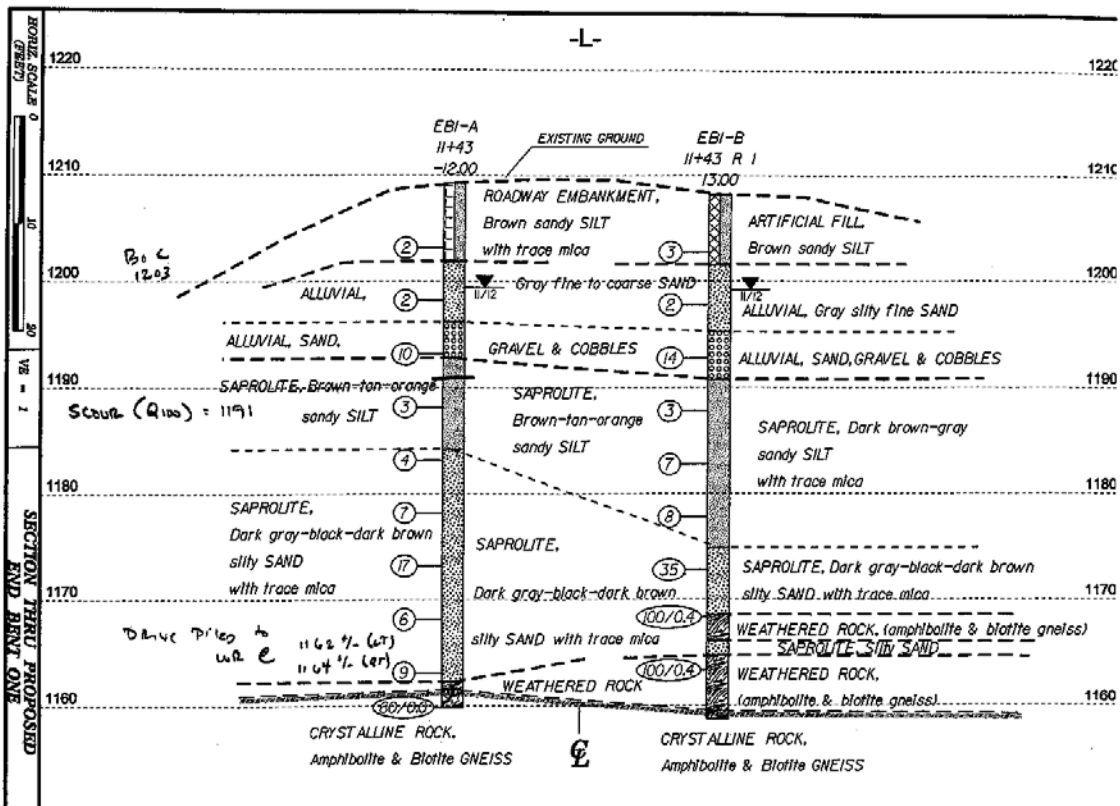 -L-
HORIZ. SCALE
(FEET)
0
10
20
VE = 1
SECTION THRU PROPOSED
END BENT ONE
1220
1220
1210
1210
1200
1200
1190
1190
1180
1180
1170
1170
1160
1160
EB1-A
11+43
-12.00
EXISTING GROUND
EB1-B
11+43 R 1
13.00
ROADWAY EMBANKMENT,
Brown sandy SILT
with trace mica
ARTIFICIAL FILL,
Brown sandy SILT
2
3
BOC
1203
ALLUVIAL,
Gray fine to coarse SAND
11/12
11/12
2
2
ALLUVIAL, Gray silty fine SAND
ALLUVIAL, SAND,
GRAVEL & COBBLES
ALLUVIAL, SAND, GRAVEL & COBBLES
10
14
SAPROLITE, Brown-tan-orange
sandy SILT
SCOUR (Q100) = 1191
SAPROLITE,
Brown-tan-orange
sandy SILT
SAPROLITE, Dark brown-gray
sandy SILT
with trace mica
3
3
4
7
7
8
SAPROLITE,
Dark gray-black-dark brown
silty SAND
with trace mica
17
35
SAPROLITE,
Dark gray-black-dark brown
silty SAND with trace mica
SAPROLITE, Dark gray-black-dark brown
silty SAND with trace mica
6
100/0.4
WEATHERED ROCK, (amphibolite & biotite gneiss)
SAPROLITE, Silty SAND
DRIVE PILES to
WR @
1162 +/- (LT)
1164 +/- (RT)
9
100/0.4
WEATHERED ROCK
WEATHERED ROCK,
(amphibolite & biotite gneiss)
60/0.0
CRYSTALLINE ROCK,
Amphibolite & Biotite GNEISS
CL
CRYSTALLINE ROCK,
Amphibolite & Biotite GNEISS